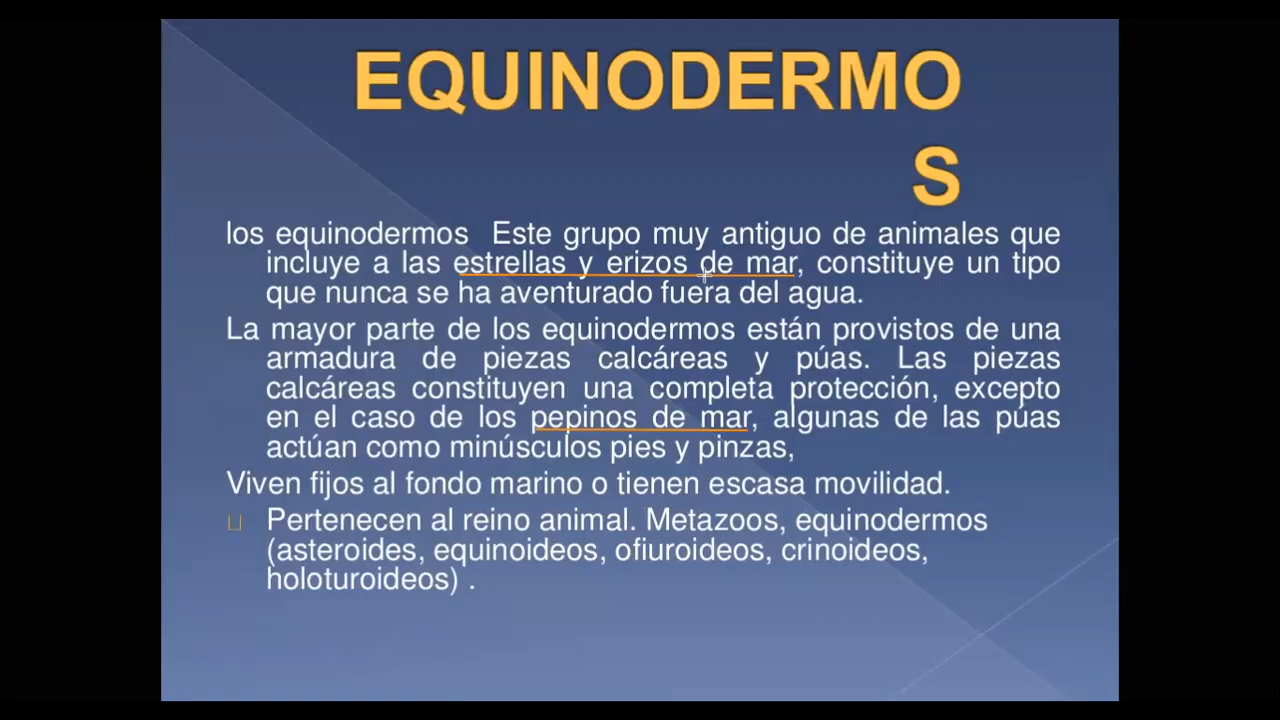 EQUINODERMO
S
los equinodermos  Este grupo muy antiguo de animales que
incluye a las estrellas y erizos de mar, constituye un tipo
que nunca se ha aventurado fuera del agua.
La mayor parte de los equinodermos están provistos de una
armadura de piezas calcáreas y púas. Las piezas
calcáreas constituyen una completa protección, excepto
en el caso de los pepinos de mar, algunas de las púas
actúan como minúsculos pies y pinzas,
Viven fijos al fondo marino o tienen escasa movilidad.
Pertenecen al reino animal. Metazoos, equinodermos
(asteroides, equinoideos, ofiuroideos, crinoideos,
holoturoideos) .